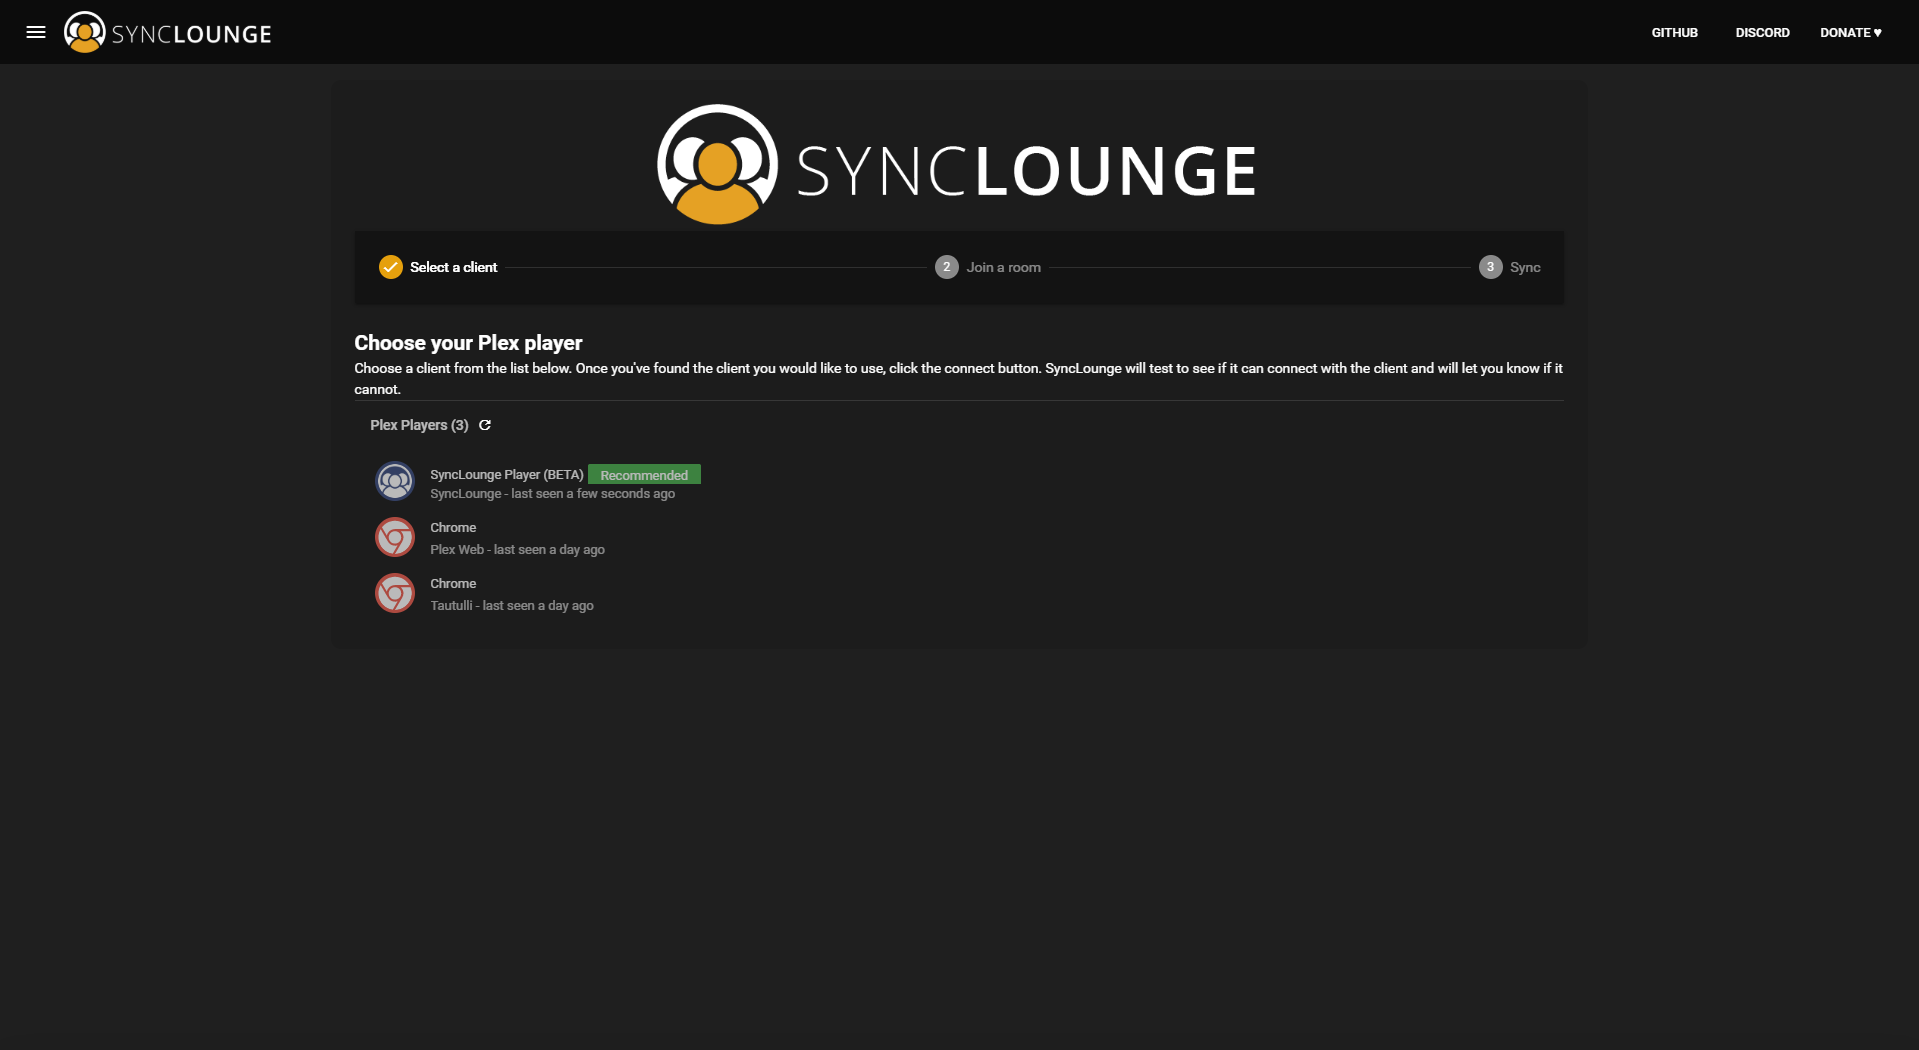 SYNCLOUNGE
GITHUB DISCORD DONATE ♥
SYNCLOUNGE
Select a client 2 Join a room 3 Sync
Choose your Plex player
Choose a client from the list below. Once you've found the client you would like to use, click the connect button. SyncLounge will test to see if it can connect with the client and will let you know if it
cannot.
Plex Players (3)
SyncLounge Player (BETA) Recommended
SyncLounge - last seen a few seconds ago
Chrome
Plex Web - last seen a day ago
Chrome
Tautulli - last seen a day ago